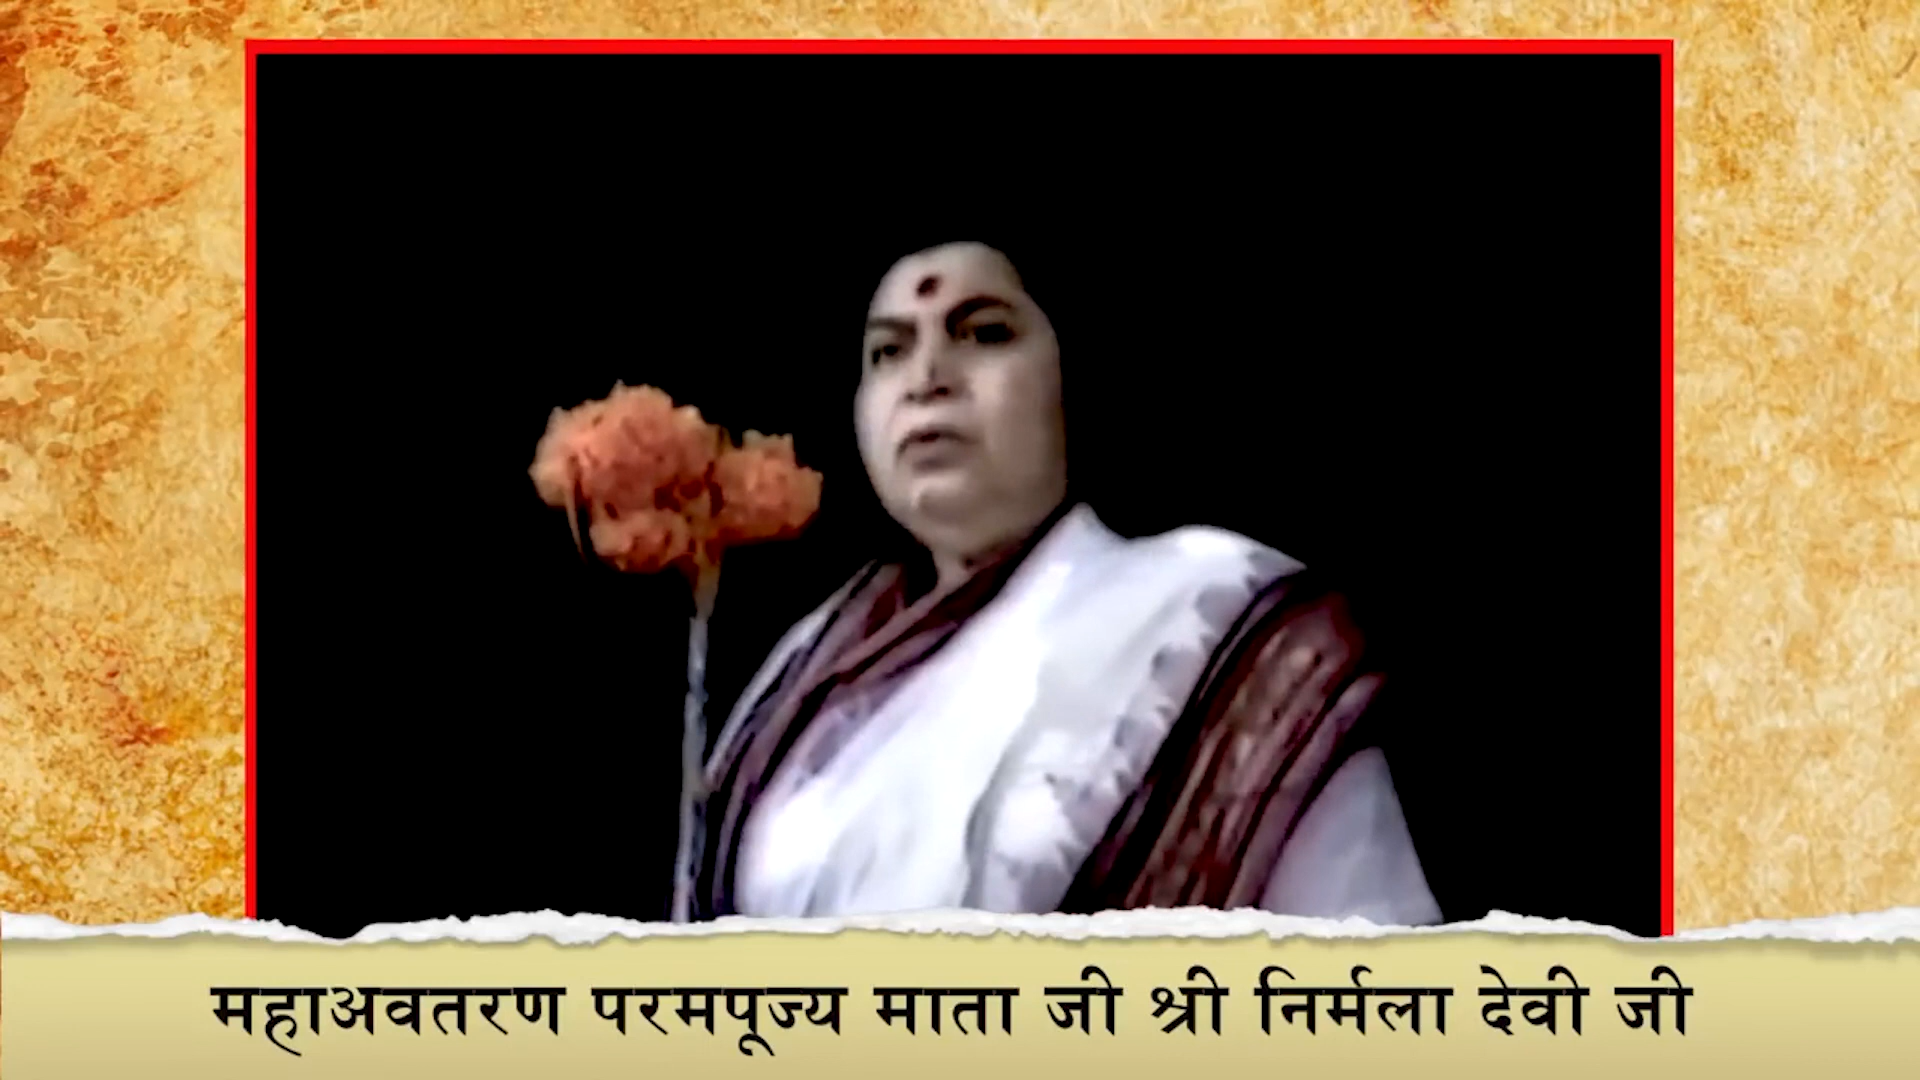 महाअवतरण परमपूज्य माता जी श्री निर्मला देवी जी